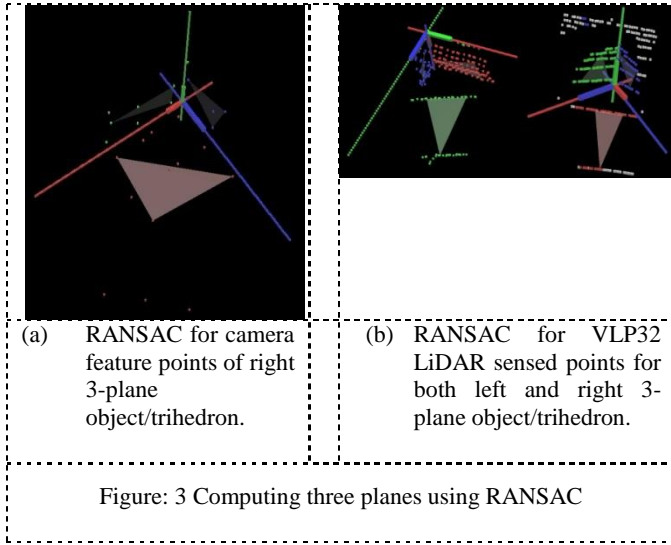 (a) RANSAC for camera
feature points of right
3-plane
object/trihedron.
(b) RANSAC for VLP32
LiDAR sensed points for
both left and right 3-
plane object/trihedron.
Figure: 3 Computing three planes using RANSAC